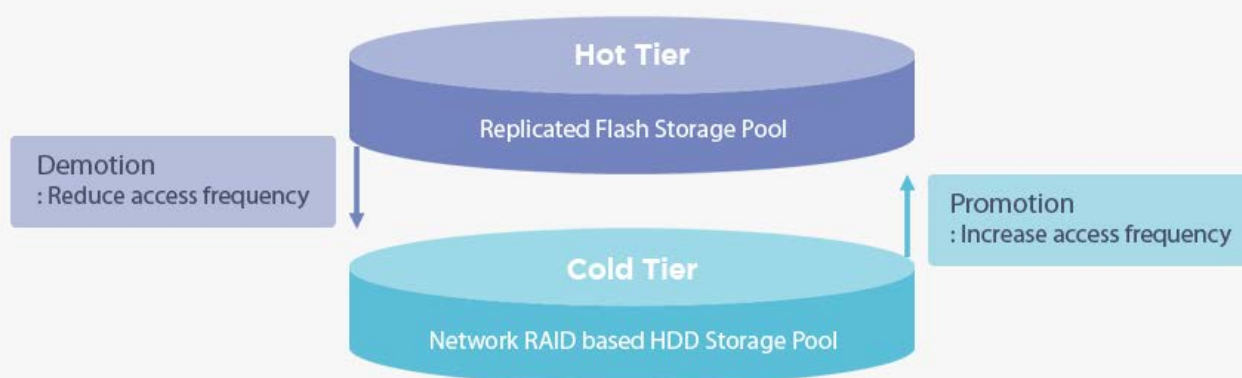 Hot Tier
Replicated Flash Storage Pool
Demotion
: Reduce access frequency
Promotion
: Increase access frequency
Cold Tier
Network RAID based HDD Storage Pool